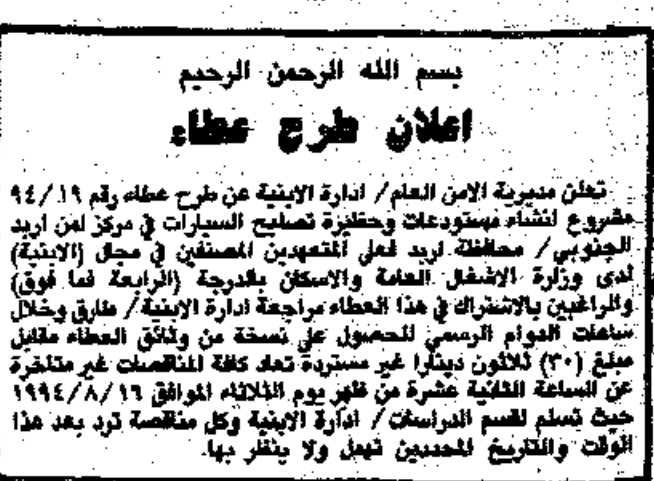 بسم الله الرحمن الرحيم
اعلان طرح عطاء
تعلن مديرية الامن العام / ادارة الابنية عن طرح عطاء رقم ٩٤/١٩
مشروع انشاء مستودعات وحظيرة تصليح السيارات في مركز امن اربد
الجنوبي / محافظة اربد فعلى المتعهدين المصنفين في مجال (الابنية)
لدى وزارة الاشغال العامة والاسكان بالدرجة (الرابعة فما فوق)
والراغبين بالاشتراك في هذا العطاء مراجعة ادارة الابنية / طارق وخلال
ساعات الدوام الرسمي للحصول على نسخة من وثائق العطاء مقابل
مبلغ (٣٠) ثلاثون دينارا غير مستردة تعاد كافة المناقصات غير متاخرة
عن الساعة الثانية عشرة من ظهر يوم الثلاثاء الموافق ١٩٩٤/٨/١٦
حيث تسلم لقسم الدراسات / ادارة الابنية وكل مناقصة ترد بعد هذا
الوقت والتاريخ المحددين تهمل ولا ينظر بها.